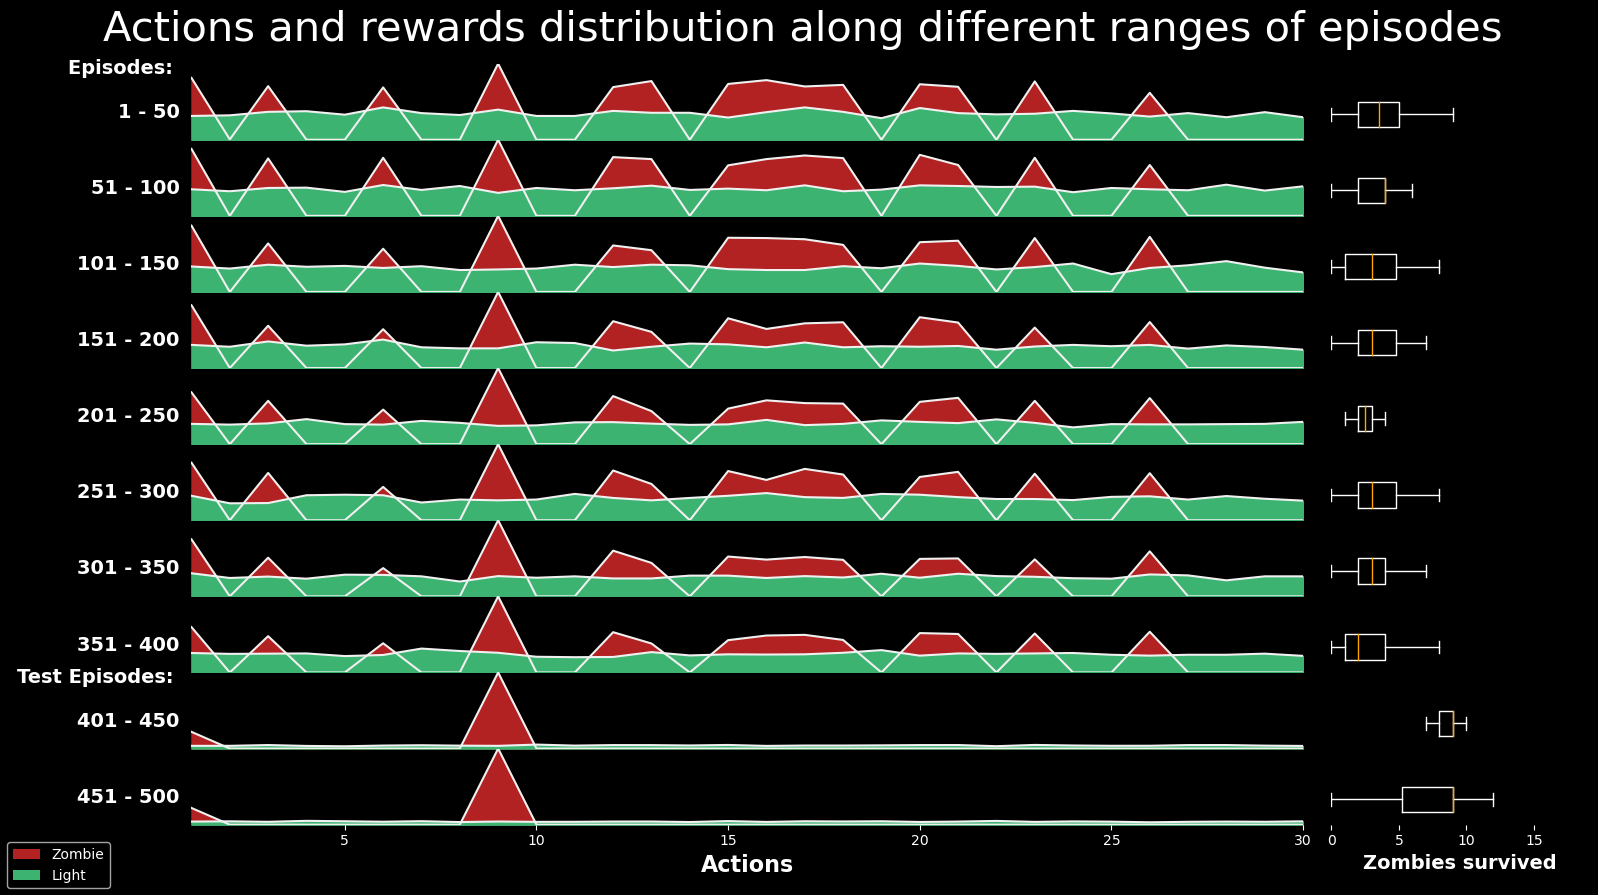 Actions and rewards distribution along different ranges of episodes
Episodes:
1 - 50
51 - 100
101 - 150
151 - 200
201 - 250
251 - 300
301 - 350
351 - 400
Test Episodes:
401 - 450
451 - 500
5 10 15 20 25 30
0 5 10 15
Actions
Zombies survived
Zombie
Light